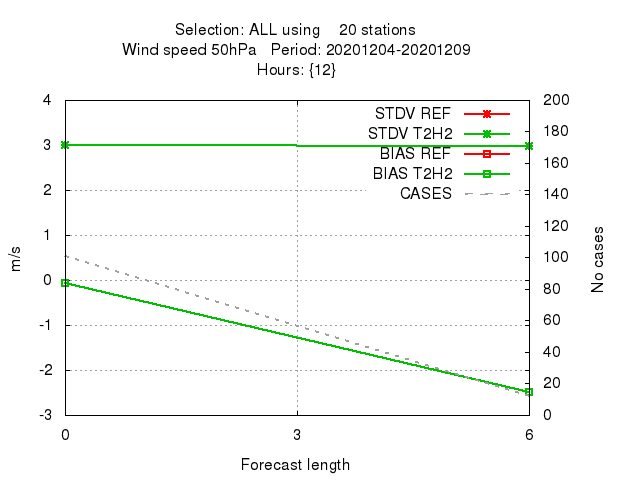 Selection: ALL using    20 stations
Wind speed 50hPa   Period: 20201204-20201209
Hours: {12}
4
3
2
1
0
-1
-2
-3
m/s
STDV REF
STDV T2H2
BIAS REF
BIAS T2H2
CASES
200
180
160
140
120
100
80
60
40
20
0
No cases
0 3 6
Forecast length